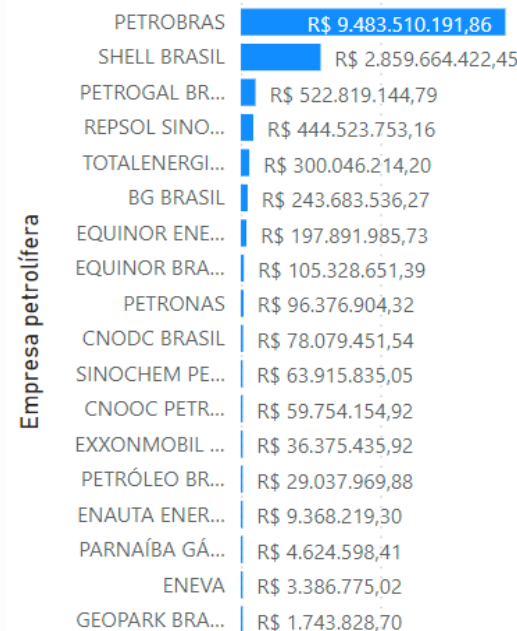 Empresa petrolífera
PETROBRAS R$ 9.483.510.191,86
SHELL BRASIL R$ 2.859.664.422,45
PETROGAL BR... R$ 522.819.144,79
REPSOL SINO... R$ 444.523.753,16
TOTALENERGI... R$ 300.046.214,20
BG BRASIL R$ 243.683.536,27
EQUINOR ENE... R$ 197.891.985,73
EQUINOR BRA... R$ 105.328.651,39
PETRONAS R$ 96.376.904,32
CNODC BRASIL R$ 78.079.451,54
SINOCHEM PE... R$ 63.915.835,05
CNOOC PETR... R$ 59.754.154,92
EXXONMOBIL ... R$ 36.375.435,92
PETRÓLEO BR... R$ 29.037.969,88
ENAUTA ENER... R$ 9.368.219,30
PARNAÍBA GÁ... R$ 4.624.598,41
ENEVA R$ 3.386.775,02
GEOPARK BRA... R$ 1.743.828,70